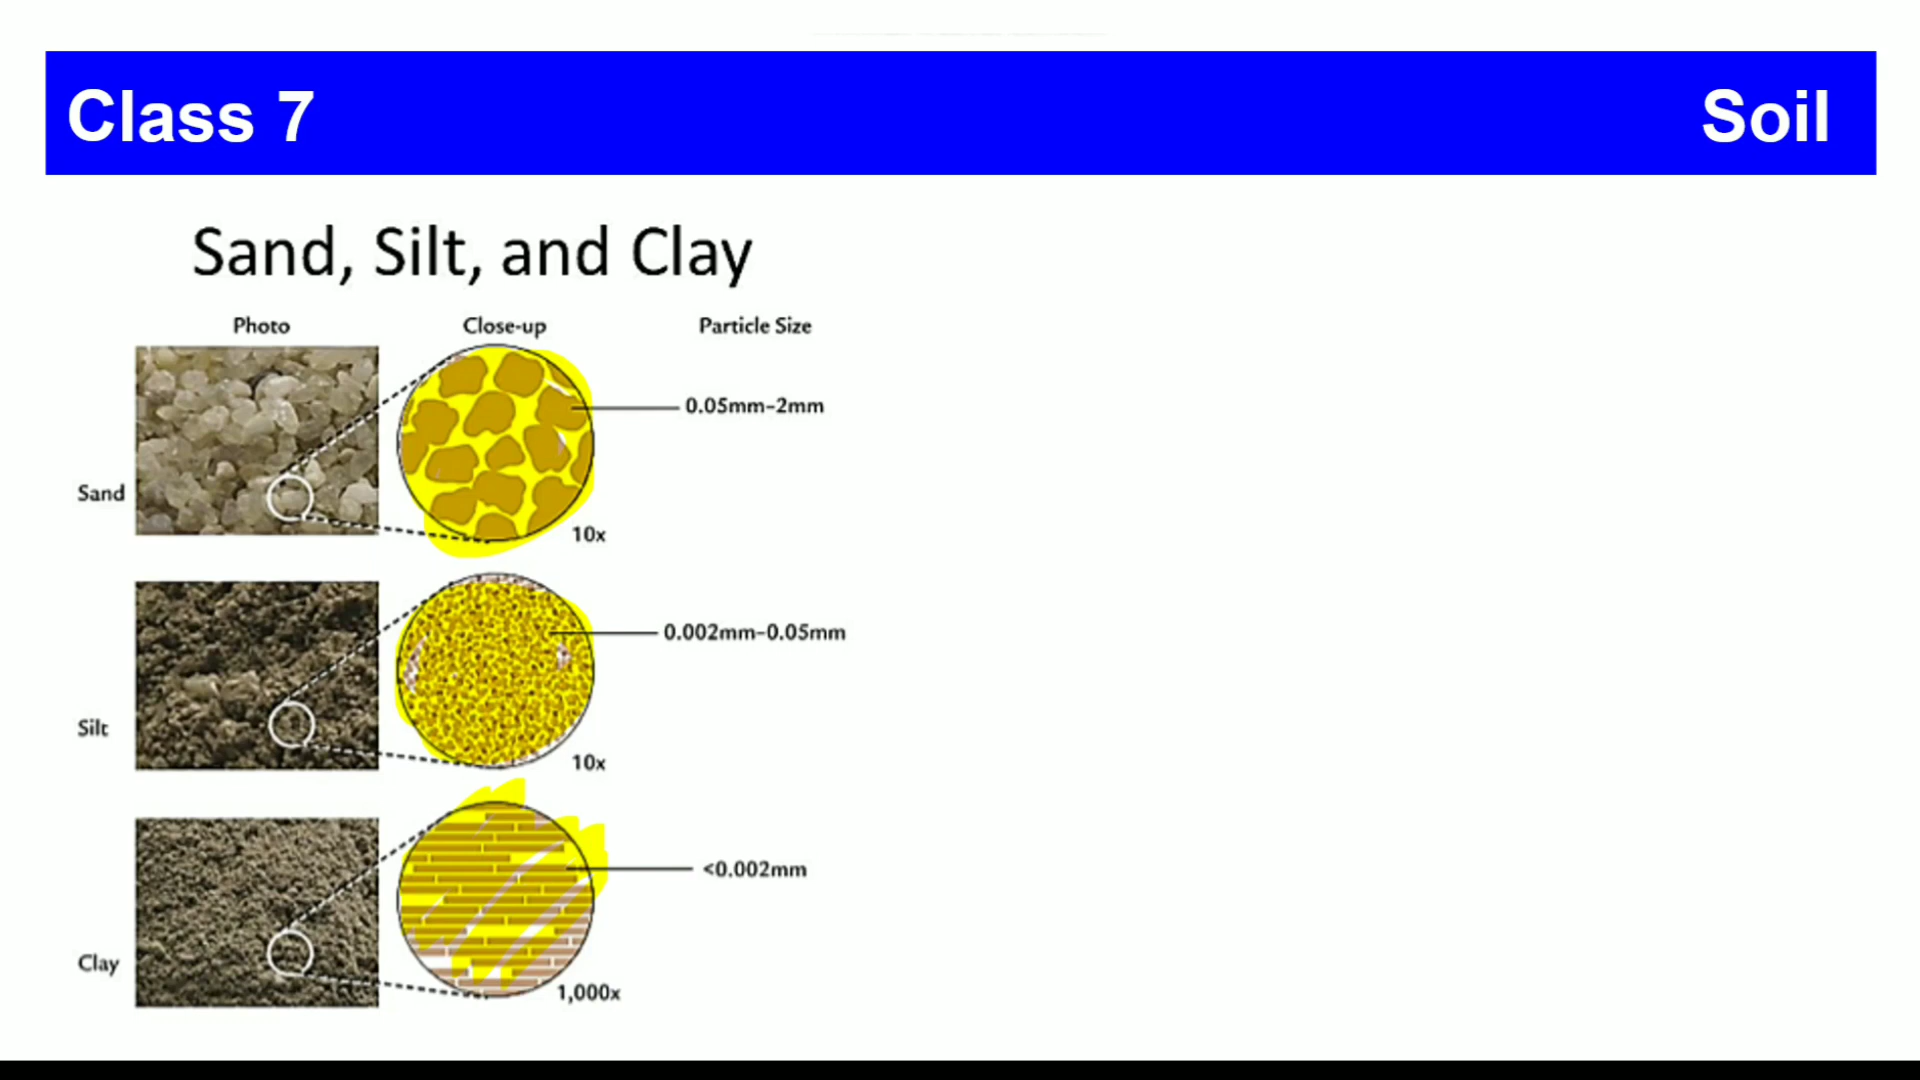 Class 7
Soil
Sand, Silt, and Clay
Photo
Close-up
Particle Size
Sand
0.05mm–2mm
10x
Silt
0.002mm–0.05mm
10x
Clay
<0.002mm
1,000x